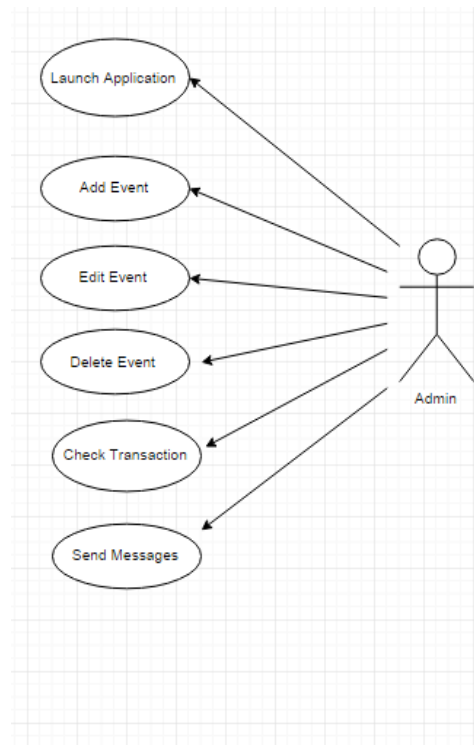 Launch Application
Add Event
Edit Event
Delete Event
Admin
Check Transaction
Send Messages